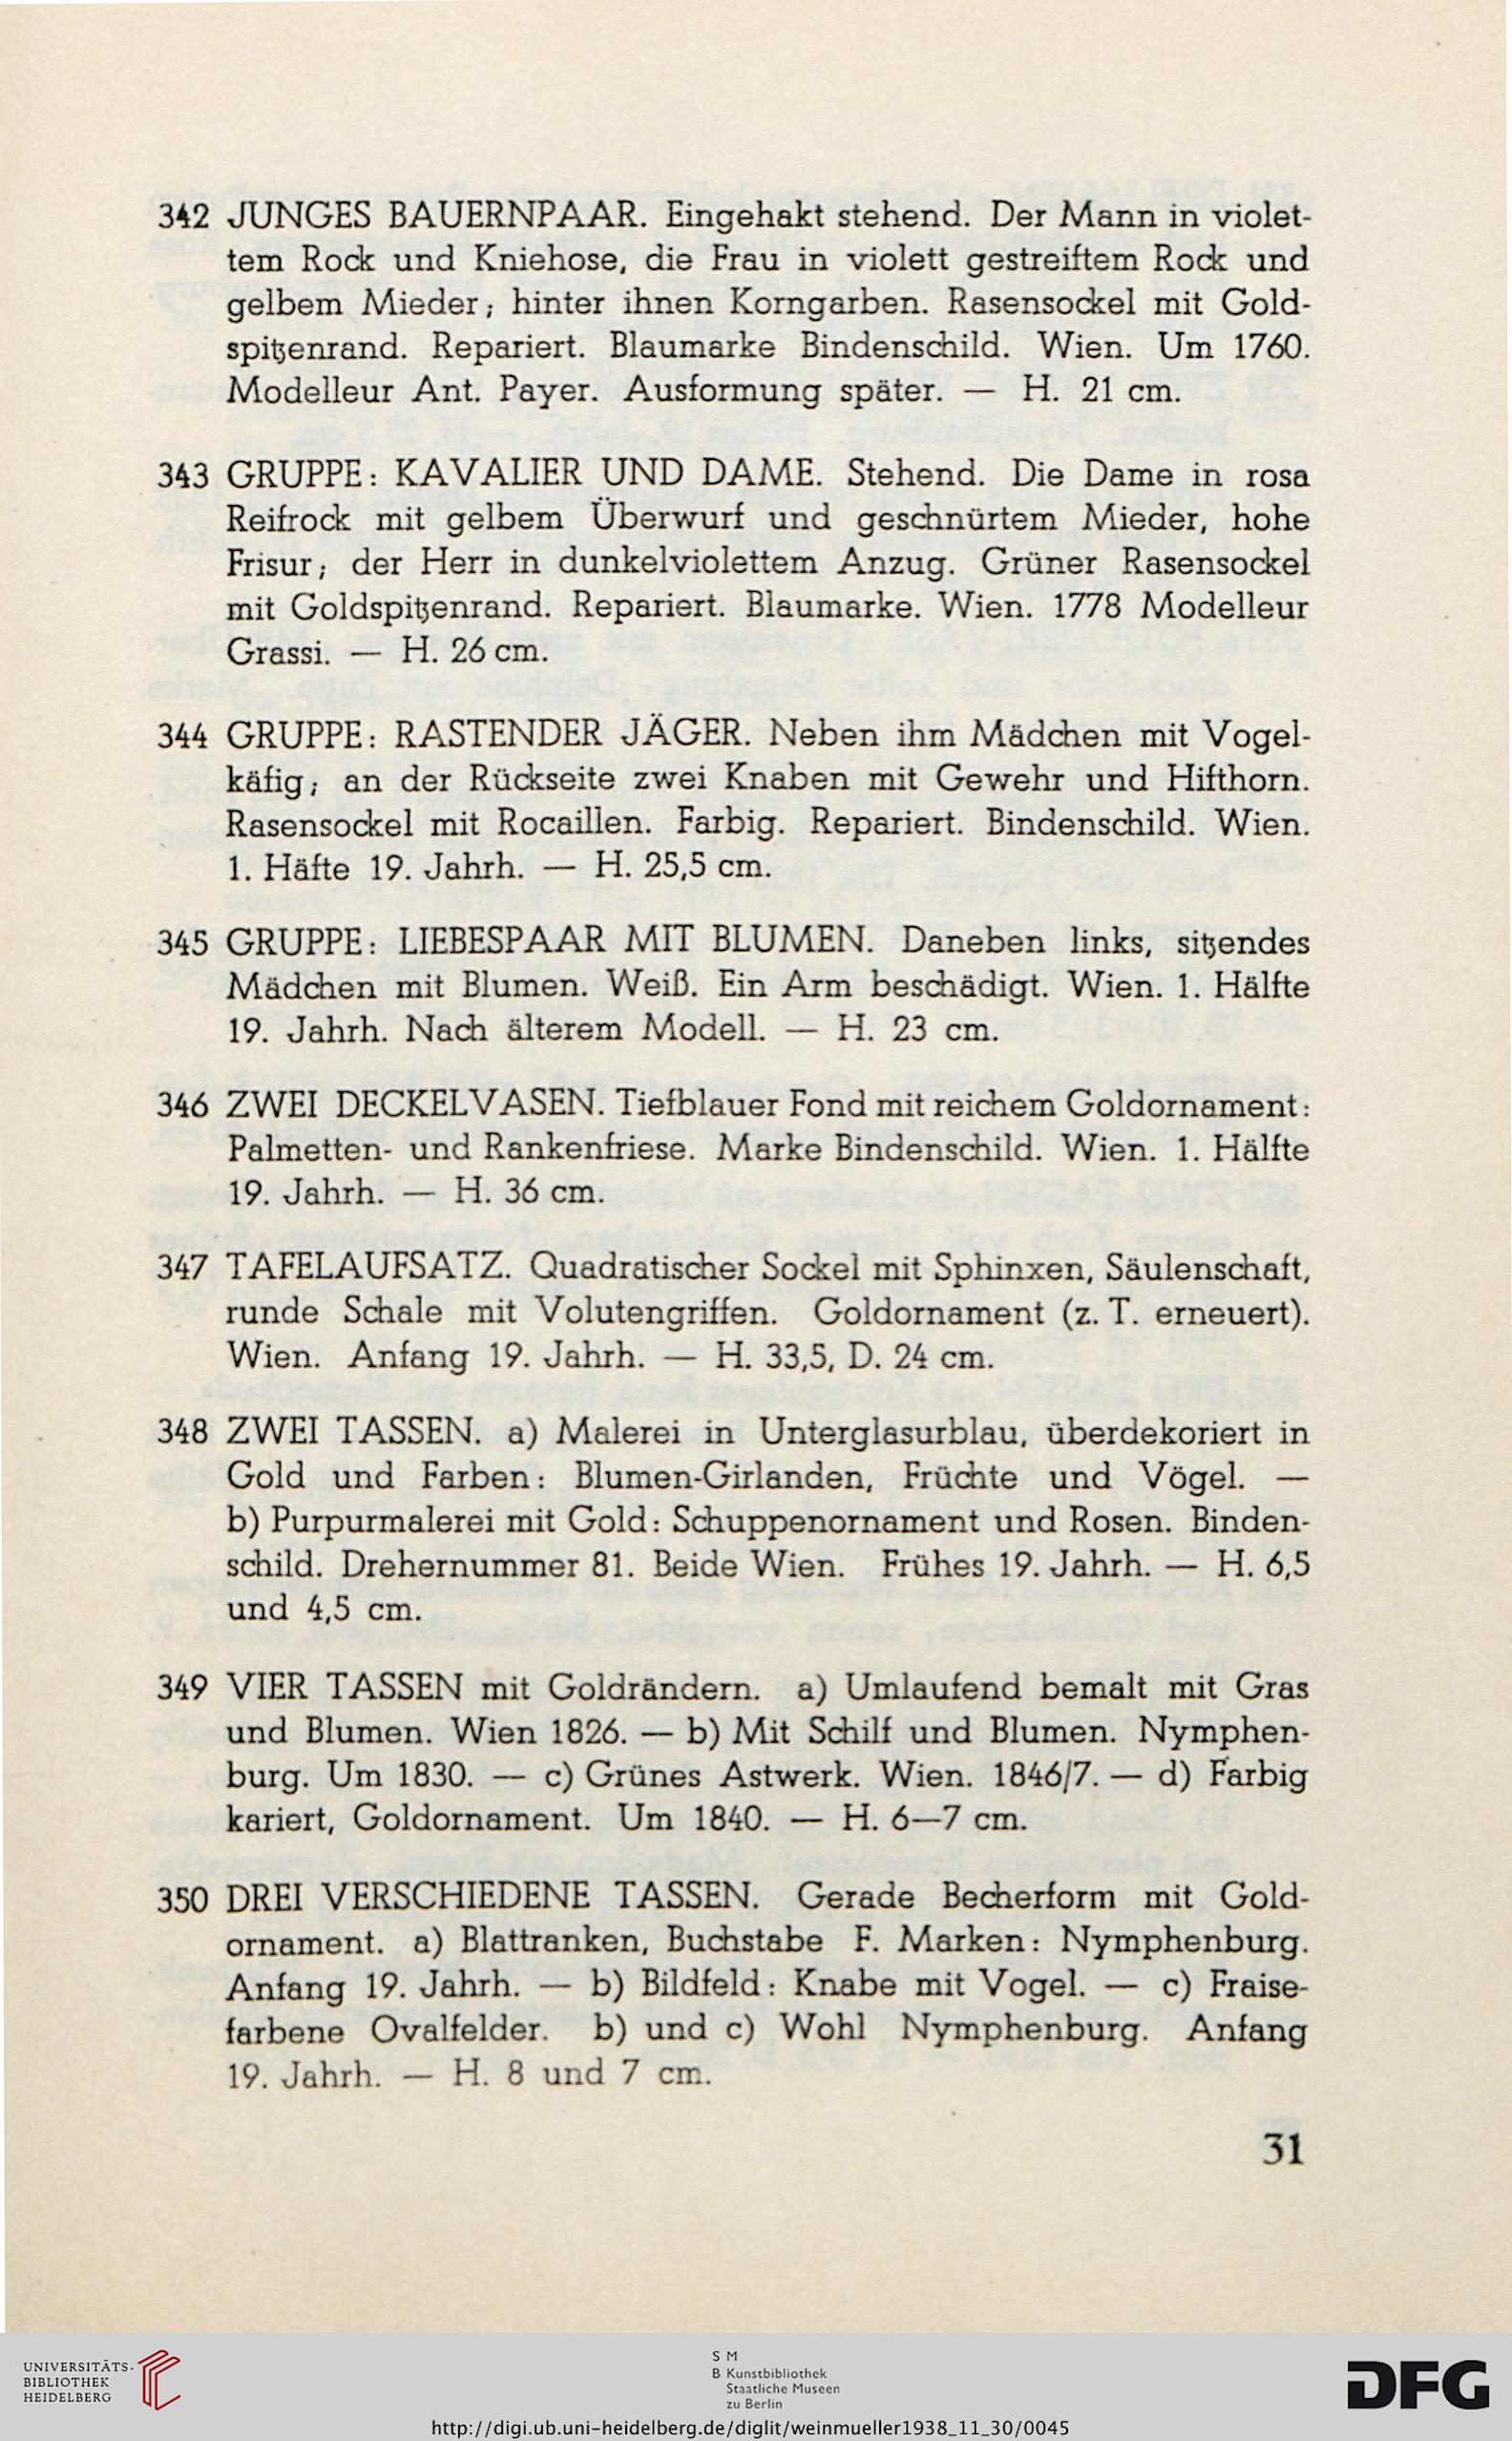 342 JUNGES BAUERNPAAR. Eingehakt stehend. Der Mann in violet-
tem Rock und Kniehose, die Frau in violett gestreiftem Rock und
gelbem Mieder; hinter ihnen Korngarben. Rasensockel mit Gold-
spitzenrand. Repariert. Blaumarke Bindenschild. Wien. Um 1760.
Modelleur Ant. Payer. Ausformung später. — H. 21 cm.
343 GRUPPE: KAVALIER UND DAME. Stehend. Die Dame in rosa
Reifrock mit gelbem Überwurf und geschnürtem Mieder, hohe
Frisur; der Herr in dunkelviolettem Anzug. Grüner Rasensockel
mit Goldspitzenrand. Repariert. Blaumarke. Wien. 1778 Modelleur
Grassi. — H. 26 cm.
344 GRUPPE: RASTENDER JÄGER. Neben ihm Mädchen mit Vogel-
käfig; an der Rückseite zwei Knaben mit Gewehr und Hifthorn.
Rasensockel mit Rocaillen. Farbig. Repariert. Bindenschild. Wien.
1. Häfte 19. Jahrh. — H. 25,5 cm.
345 GRUPPE: LIEBESPAAR MIT BLUMEN. Daneben links, sitzendes
Mädchen mit Blumen. Weiß. Ein Arm beschädigt. Wien. 1. Hälfte
19. Jahrh. Nach älterem Modell. — H. 23 cm.
346 ZWEI DECKELVASEN. Tiefblauer Fond mit reichem Goldornament:
Palmetten- und Rankenfriese. Marke Bindenschild. Wien. 1. Hälfte
19. Jahrh. — H. 36 cm.
347 TAFELAUFSATZ. Quadratischer Sockel mit Sphinxen, Säulenschaft,
runde Schale mit Volutengriffen. Goldornament (z. T. erneuert).
Wien. Anfang 19. Jahrh. — H. 33,5, D. 24 cm.
348 ZWEI TASSEN. a) Malerei in Unterglasurblau, überdekoriert in
Gold und Farben: Blumen-Girlanden, Früchte und Vögel. —
b) Purpurmalerei mit Gold: Schuppenornament und Rosen. Binden-
schild. Drehernummer 81. Beide Wien. Frühes 19. Jahrh. — H. 6,5
und 4,5 cm.
349 VIER TASSEN mit Goldrändern. a) Umlaufend bemalt mit Gras
und Blumen. Wien 1826. — b) Mit Schilf und Blumen. Nymphen-
burg. Um 1830. — c) Grünes Astwerk. Wien. 1846/7. — d) Farbig
kariert, Goldornament. Um 1840. — H. 6—7 cm.
350 DREI VERSCHIEDENE TASSEN. Gerade Becherform mit Gold-
ornament. a) Blattranken, Buchstabe F. Marken: Nymphenburg.
Anfang 19. Jahrh. — b) Bildfeld: Knabe mit Vogel. — c) Fraise-
farbene Ovalfelder. b) und c) Wohl Nymphenburg. Anfang
19. Jahrh. — H. 8 und 7 cm.
31
UNIVERSITÄTS-
BIBLIOTHEK
HEIDELBERG
S M
B Kunstbibliothek
Staatliche Museen
zu Berlin
DFG
http://digi.ub.uni-heidelberg.de/diglit/weinmueller1938_11_30/0045